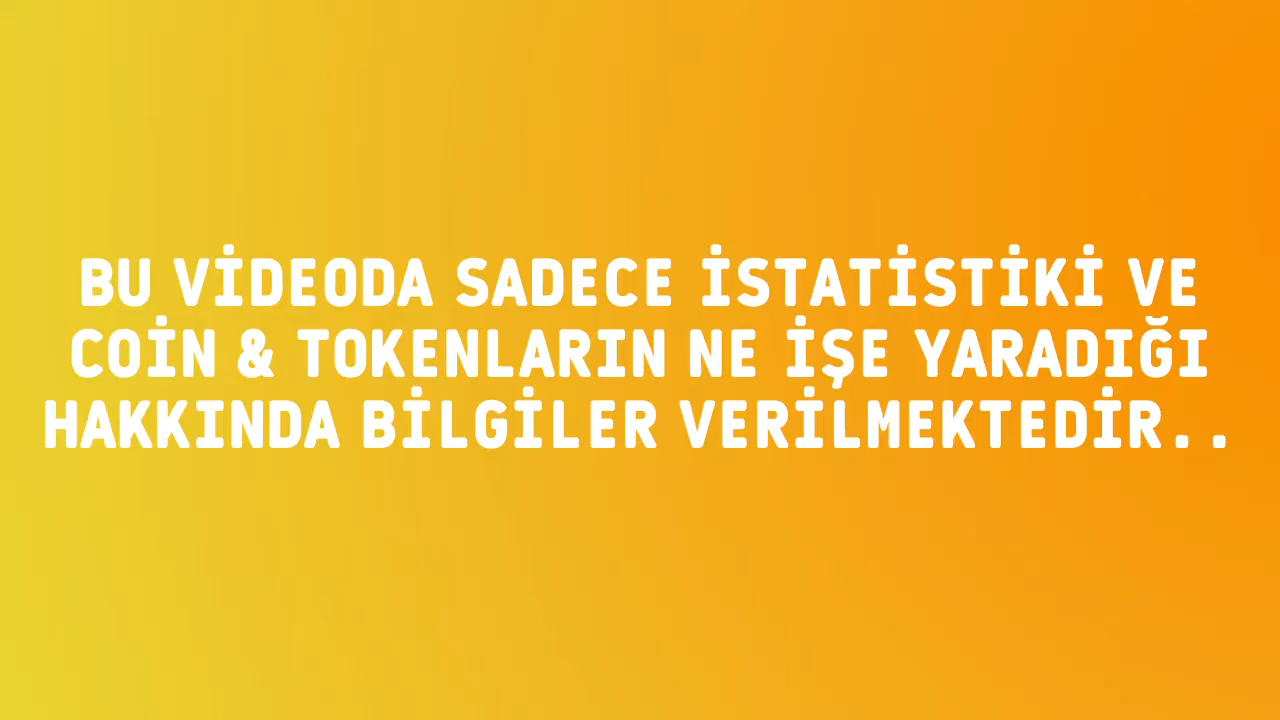 BU VİDEODA SADECE İSTATİSTİKİ VE
COİN & TOKENLARIN NE İŞE YARADIĞI
HAKKINDA BİLGİLER VERİLMEKTEDİR..